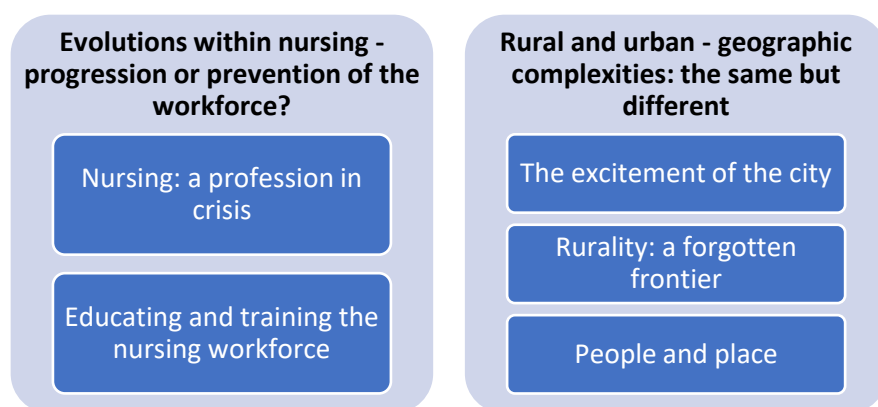 Evolutions within nursing -
progression or prevention of the
workforce?
Nursing: a profession in
crisis
Educating and training the
nursing workforce
Rural and urban - geographic
complexities: the same but
different
The excitement of the city
Rurality: a forgotten
frontier
People and place